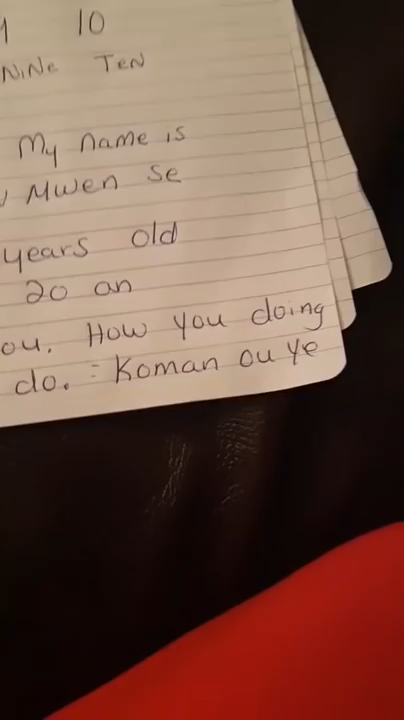 10
NiNe TeN
My name is
Mwen se
years old
20 an
ou. How you doing
do. = Koman ou ye